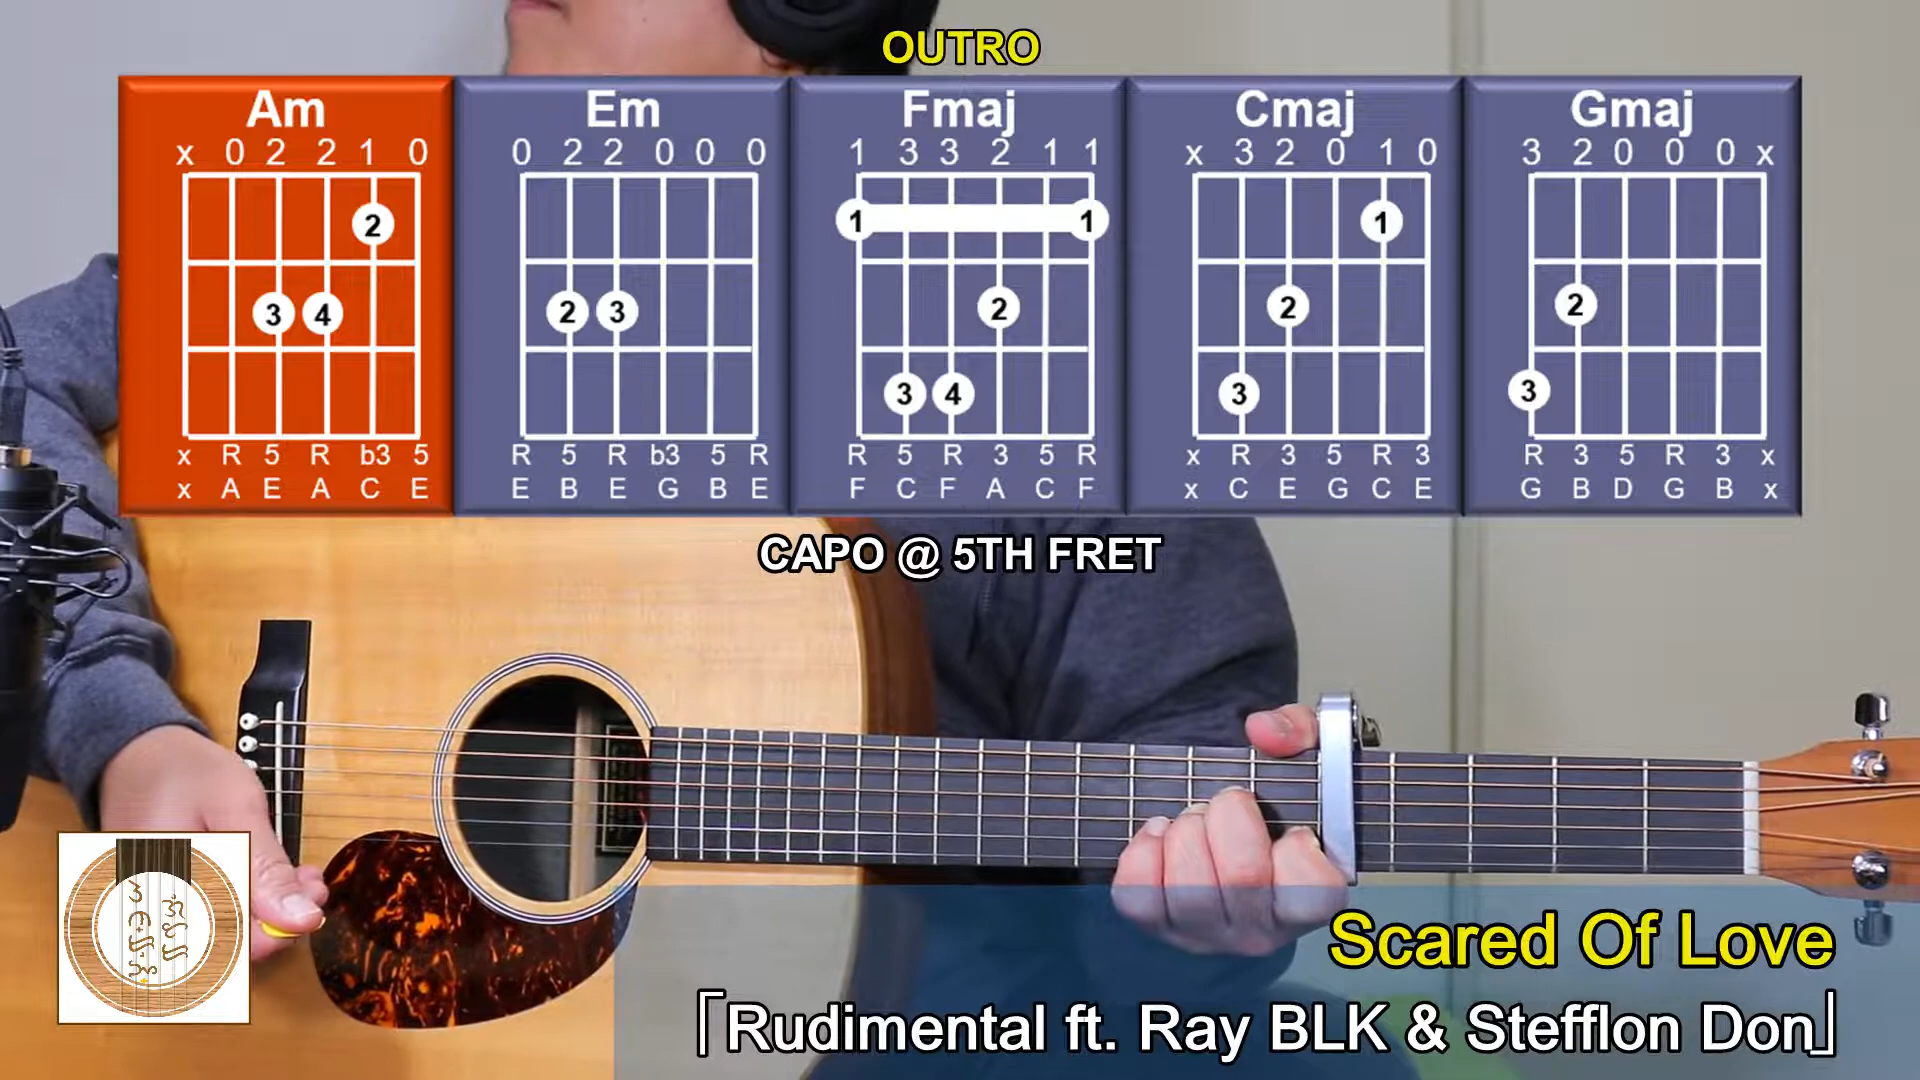 OUTRO
Am Em Fmaj Cmaj Gmaj
x 0 2 2 1 0 0 2 2 0 0 0 1 3 3 2 1 1 x 3 2 0 1 0 3 2 0 0 0 x
2 1 1 1
3 4 2 3 2 2 2
3 4 3 3
x R 5 R b3 5 R 5 R b3 5 R R 5 R 3 5 R x R 3 5 R 3 R 3 5 R 3 x
x A E A C E E B E G B E F C F A C F x C E G C E G B D G B x
CAPO @ 5TH FRET
Scared Of Love
「Rudimental ft. Ray BLK & Stefflon Don」